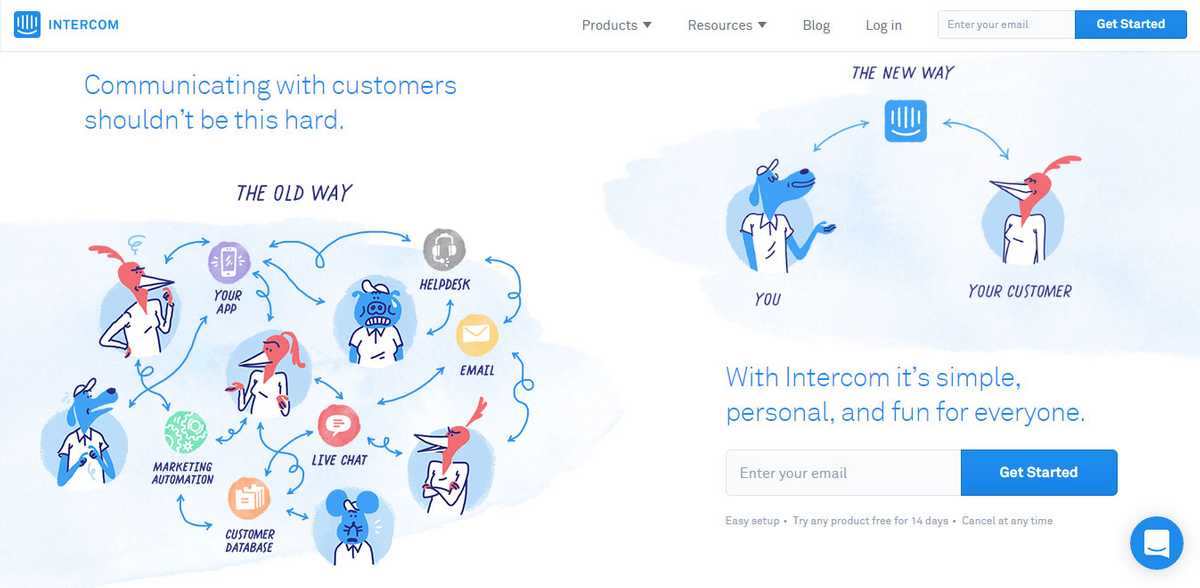 INTERCOM
Products
Resources
Blog
Log in
Enter your email
Get Started
Communicating with customers
shouldn't be this hard.
THE OLD WAY
YOUR
APP
HELPDESK
EMAIL
MARKETING
AUTOMATION
LIVE CHAT
CUSTOMER
DATABASE
THE NEW WAY
YOU
YOUR CUSTOMER
With Intercom it's simple,
personal, and fun for everyone.
Enter your email
Get Started
Easy setup • Try any product free for 14 days • Cancel at any time